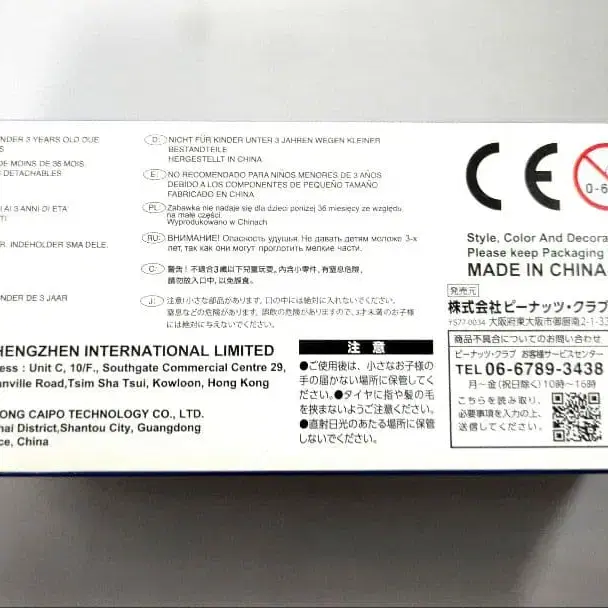 NDER 3 YEARS OLD DUE
S
DE MOINS DE 36 MOIS.
S DETACHABLES
AI 3 ANNI DI ETA'
TI
R. INDEHOLDER SMA DELE.
NDER DE 3 JAAR
D: NICHT FÜR KINDER UNTER 3 JAHREN WEGEN KLEINER
BESTANDTEILE
HERGESTELLT IN CHINA
E: NO RECOMENDADO PARA NIÑOS MENORES DE 3 AÑOS
DEBIDO A LOS COMPONENTES DE PEQUEÑO TAMAÑO
FABRICADO EN CHINA
PL: Zabawka nie nadaje się dla dzieci poniżej 36 miesięcy ze względu
na małe części.
Wyprodukowano w Chinach
RU: ВНИМАНИЕ! Опасность удушья. Не давать детям моложе 3-х
лет, так как они могут проглотить мелкие части.
C: 警告！不適合3歲以下兒童玩耍，內含小零件，有窒息危險，
請勿放入口中，以免誤食。
J: 注意!小さな部品があります。口の中には絶対に入れないでください。
窒息などの危険があります。誤飲の危険がありますので、3才未満のお子様
には絶対に与えないでください。
CE
0-
Style, Color And Decora
Please keep Packaging
MADE IN CHINA
発売元
株式会社ピーナッツ・クラブ
〒577-0034 大阪府東大阪市御厨南2-1-33
HENGZHEN INTERNATIONAL LIMITED
ess : Unit C, 10/F., Southgate Commercial Centre 29,
anville Road,Tsim Sha Tsui, Kowloon, Hong Kong
ONG CAIPO TECHNOLOGY CO., LTD.
hai District,Shantou City, Guangdong
ce, China
注 意
●ご使用後は、小さなお子様の
手の届かない場所に保管してく
ださい。●タイヤに指や髪の毛
を挟まないようご注意ください。
●直射日光のあたる場所に保管
しないでください。
商品不具合についてのお問い合わせ
ピーナッツ・クラブ お客様サービスセンター
TEL 06-6789-3438
月～金(祝日除く)10時～16時
こちらを読み取り、
必要事項を入力の上、
送信してください。